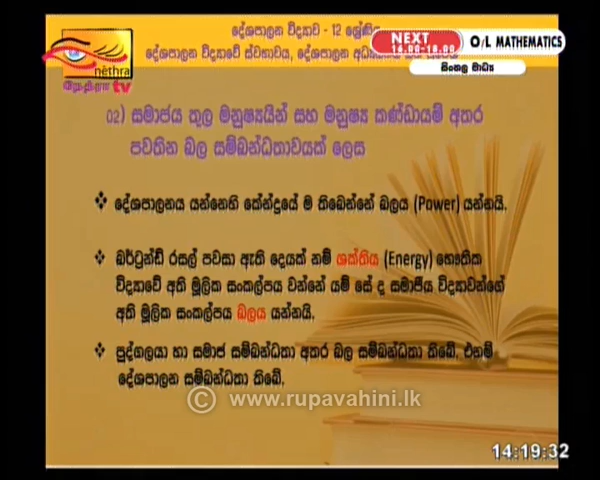 දේශපාලන විද්‍යාව - 12 ශ්‍රේණිය
දේශපාලන විද්‍යාවේ ස්වභාවය, දේශපාලන
NEXT
16.00-18.00
O/L MATHEMATICS
සිංහල මාධ්‍ය
nethra
tv
02) සමාජය තුල මනුෂ්‍යයින් සහ මනුෂ්‍ය කණ්ඩායම් අතර
පවතින බල සම්බන්ධතාවයක් ලෙස
❖ දේශපාලනය යන්නෙහි කේන්ද්‍රයේ ම තිබෙන්නේ බලය (Power) යන්නයි.
❖ බර්ට්‍රන්ඩ් රසල් පවසා ඇති දෙයක් නම් ශක්තිය (Energy) භෞතික
විද්‍යාවේ අති මූලික සංකල්පය වන්නේ යම් සේ ද සමාජීය විද්‍යාවන්ගේ
අති මූලික සංකල්පය බලය යන්නයි.
❖ පුද්ගලයා හා සමාජ සම්බන්ධතා අතර බල සම්බන්ධතා තිබේ, එනම්
දේශපාලන සම්බන්ධතා තිබේ.
© www.rupavahini.lk
14:19:32